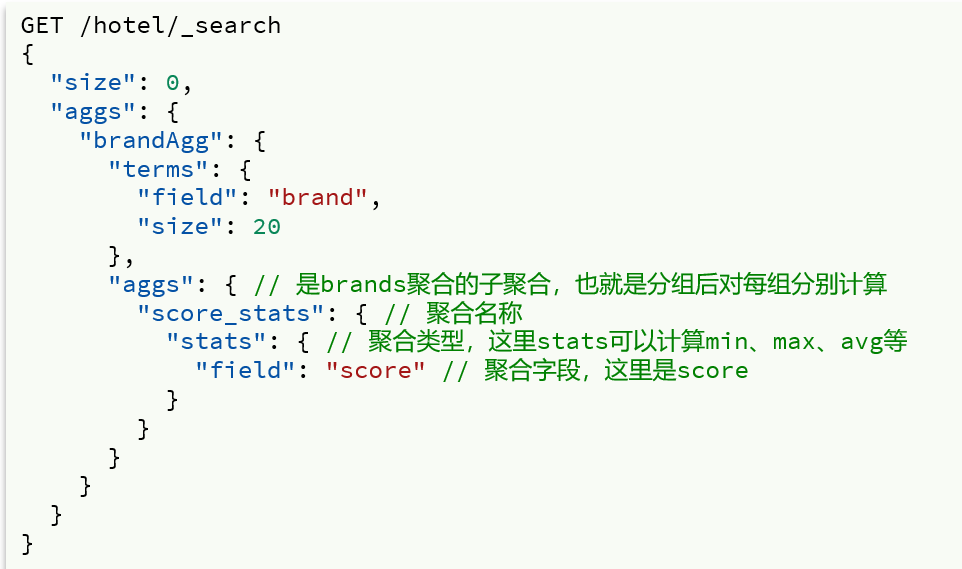 GET /hotel/_search
{
  "size": 0,
  "aggs": {
    "brandAgg": {
      "terms": {
        "field": "brand",
        "size": 20
      },
      "aggs": { // 是brands聚合的子聚合，也就是分组后对每组分别计算
        "score_stats": { // 聚合名称
          "stats": { // 聚合类型，这里stats可以计算min、max、avg等
            "field": "score" // 聚合字段，这里是score
          }
        }
      }
    }
  }
}